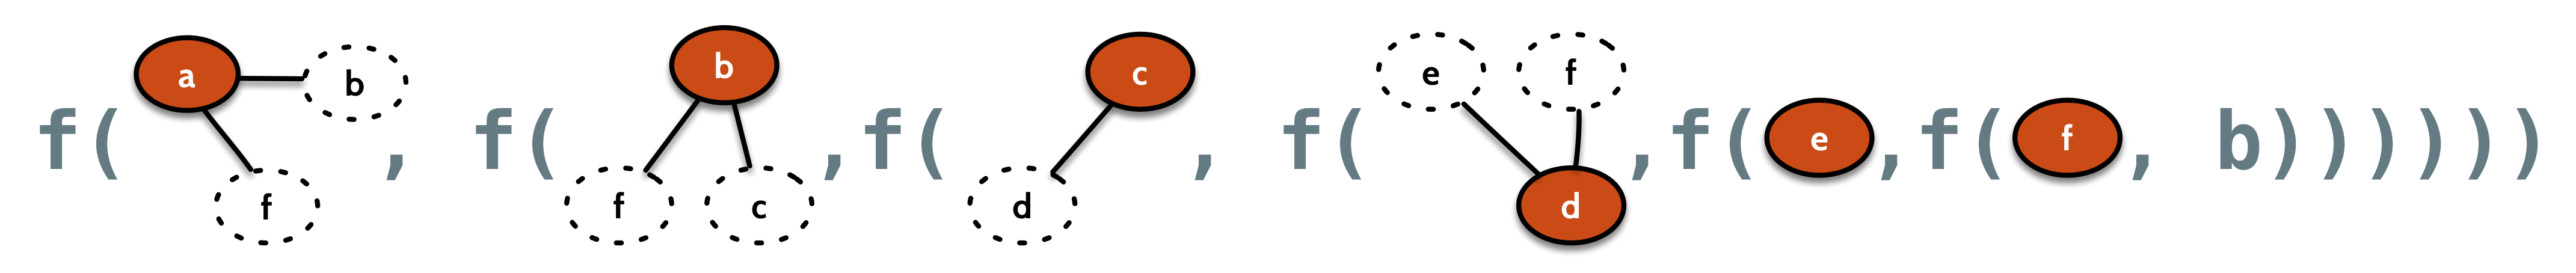 f( a b f , f( b f c ,f( c d , f( e f d ,f( e ,f( f , b))))))